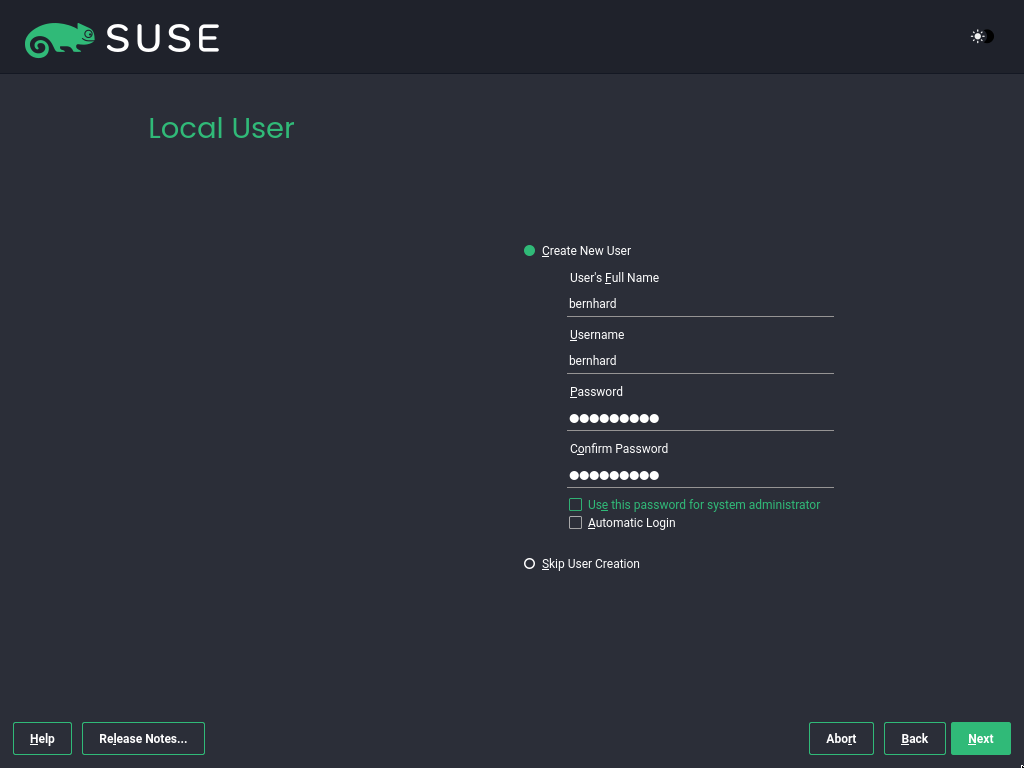 SUSE
Local User
Create New User
User's Full Name
bernhard
Username
bernhard
Password
●●●●●●●●●
Confirm Password
●●●●●●●●●
Use this password for system administrator
Automatic Login
Skip User Creation
Help Release Notes... Abort Back Next